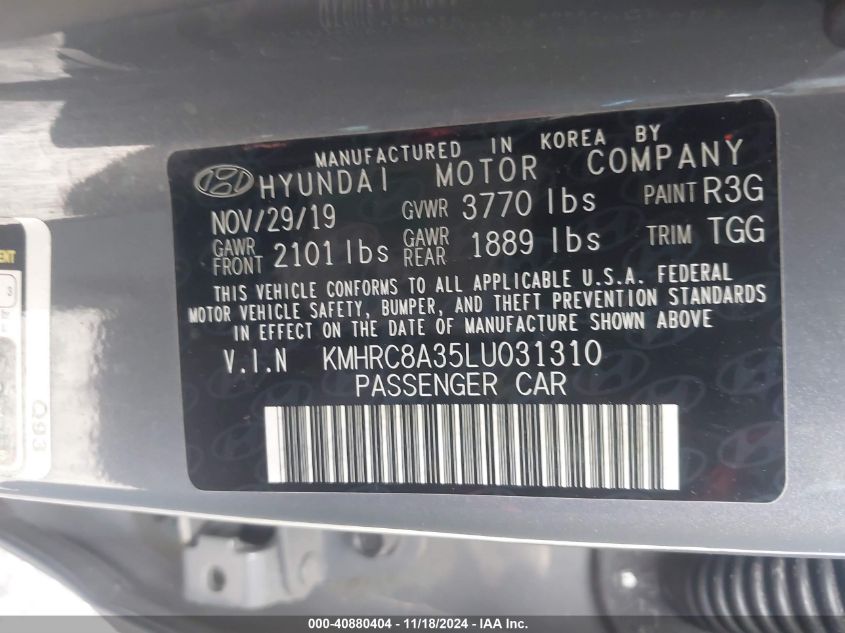 MANUFACTURED IN KOREA BY
HYUNDAI MOTOR COMPANY
NOV/29/19 GVWR 3770 lbs PAINT R3G
GAWR FRONT 2101 lbs GAWR REAR 1889 lbs TRIM TGG
THIS VEHICLE CONFORMS TO ALL APPLICABLE U.S.A. FEDERAL
MOTOR VEHICLE SAFETY, BUMPER, AND THEFT PREVENTION STANDARDS
IN EFFECT ON THE DATE OF MANUFACTURE SHOWN ABOVE
V.I.N KMHRC8A35LU031310
PASSENGER CAR
Q93
000-40880404 - 11/18/2024 - IAA Inc.